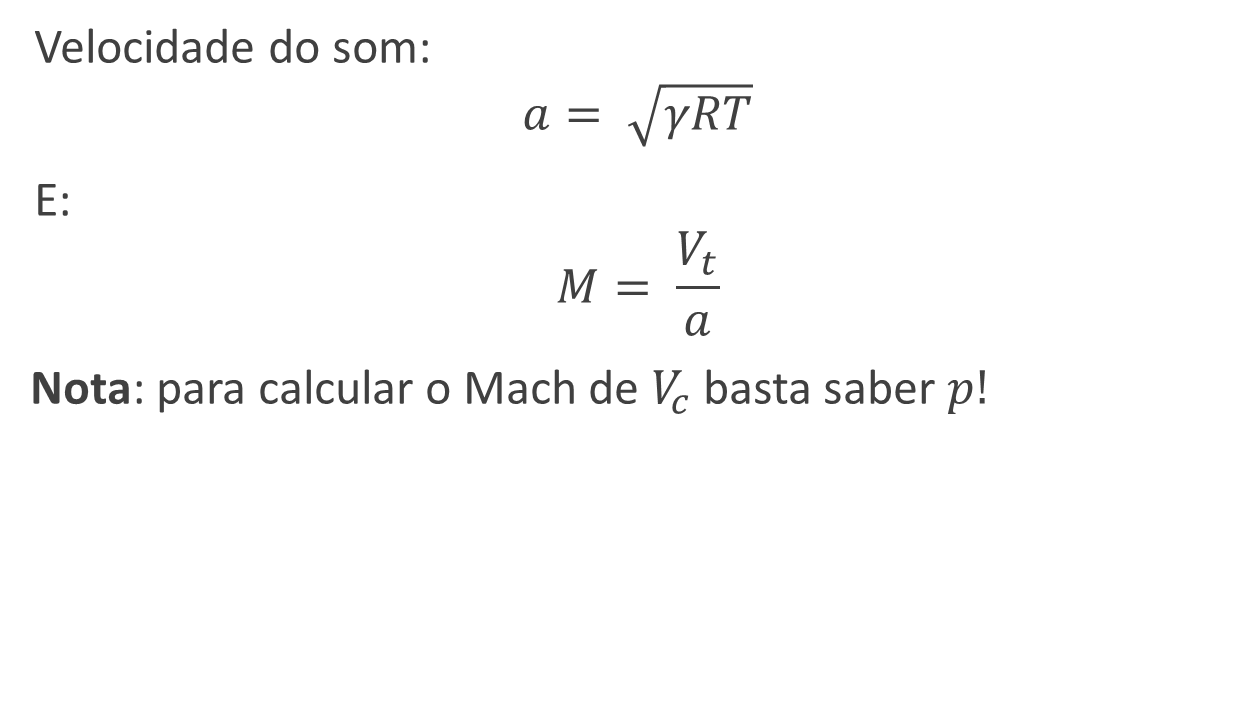 Velocidade do som:
a = √γRT
E:
M = V_t / a
Nota: para calcular o Mach de V_c basta saber p!